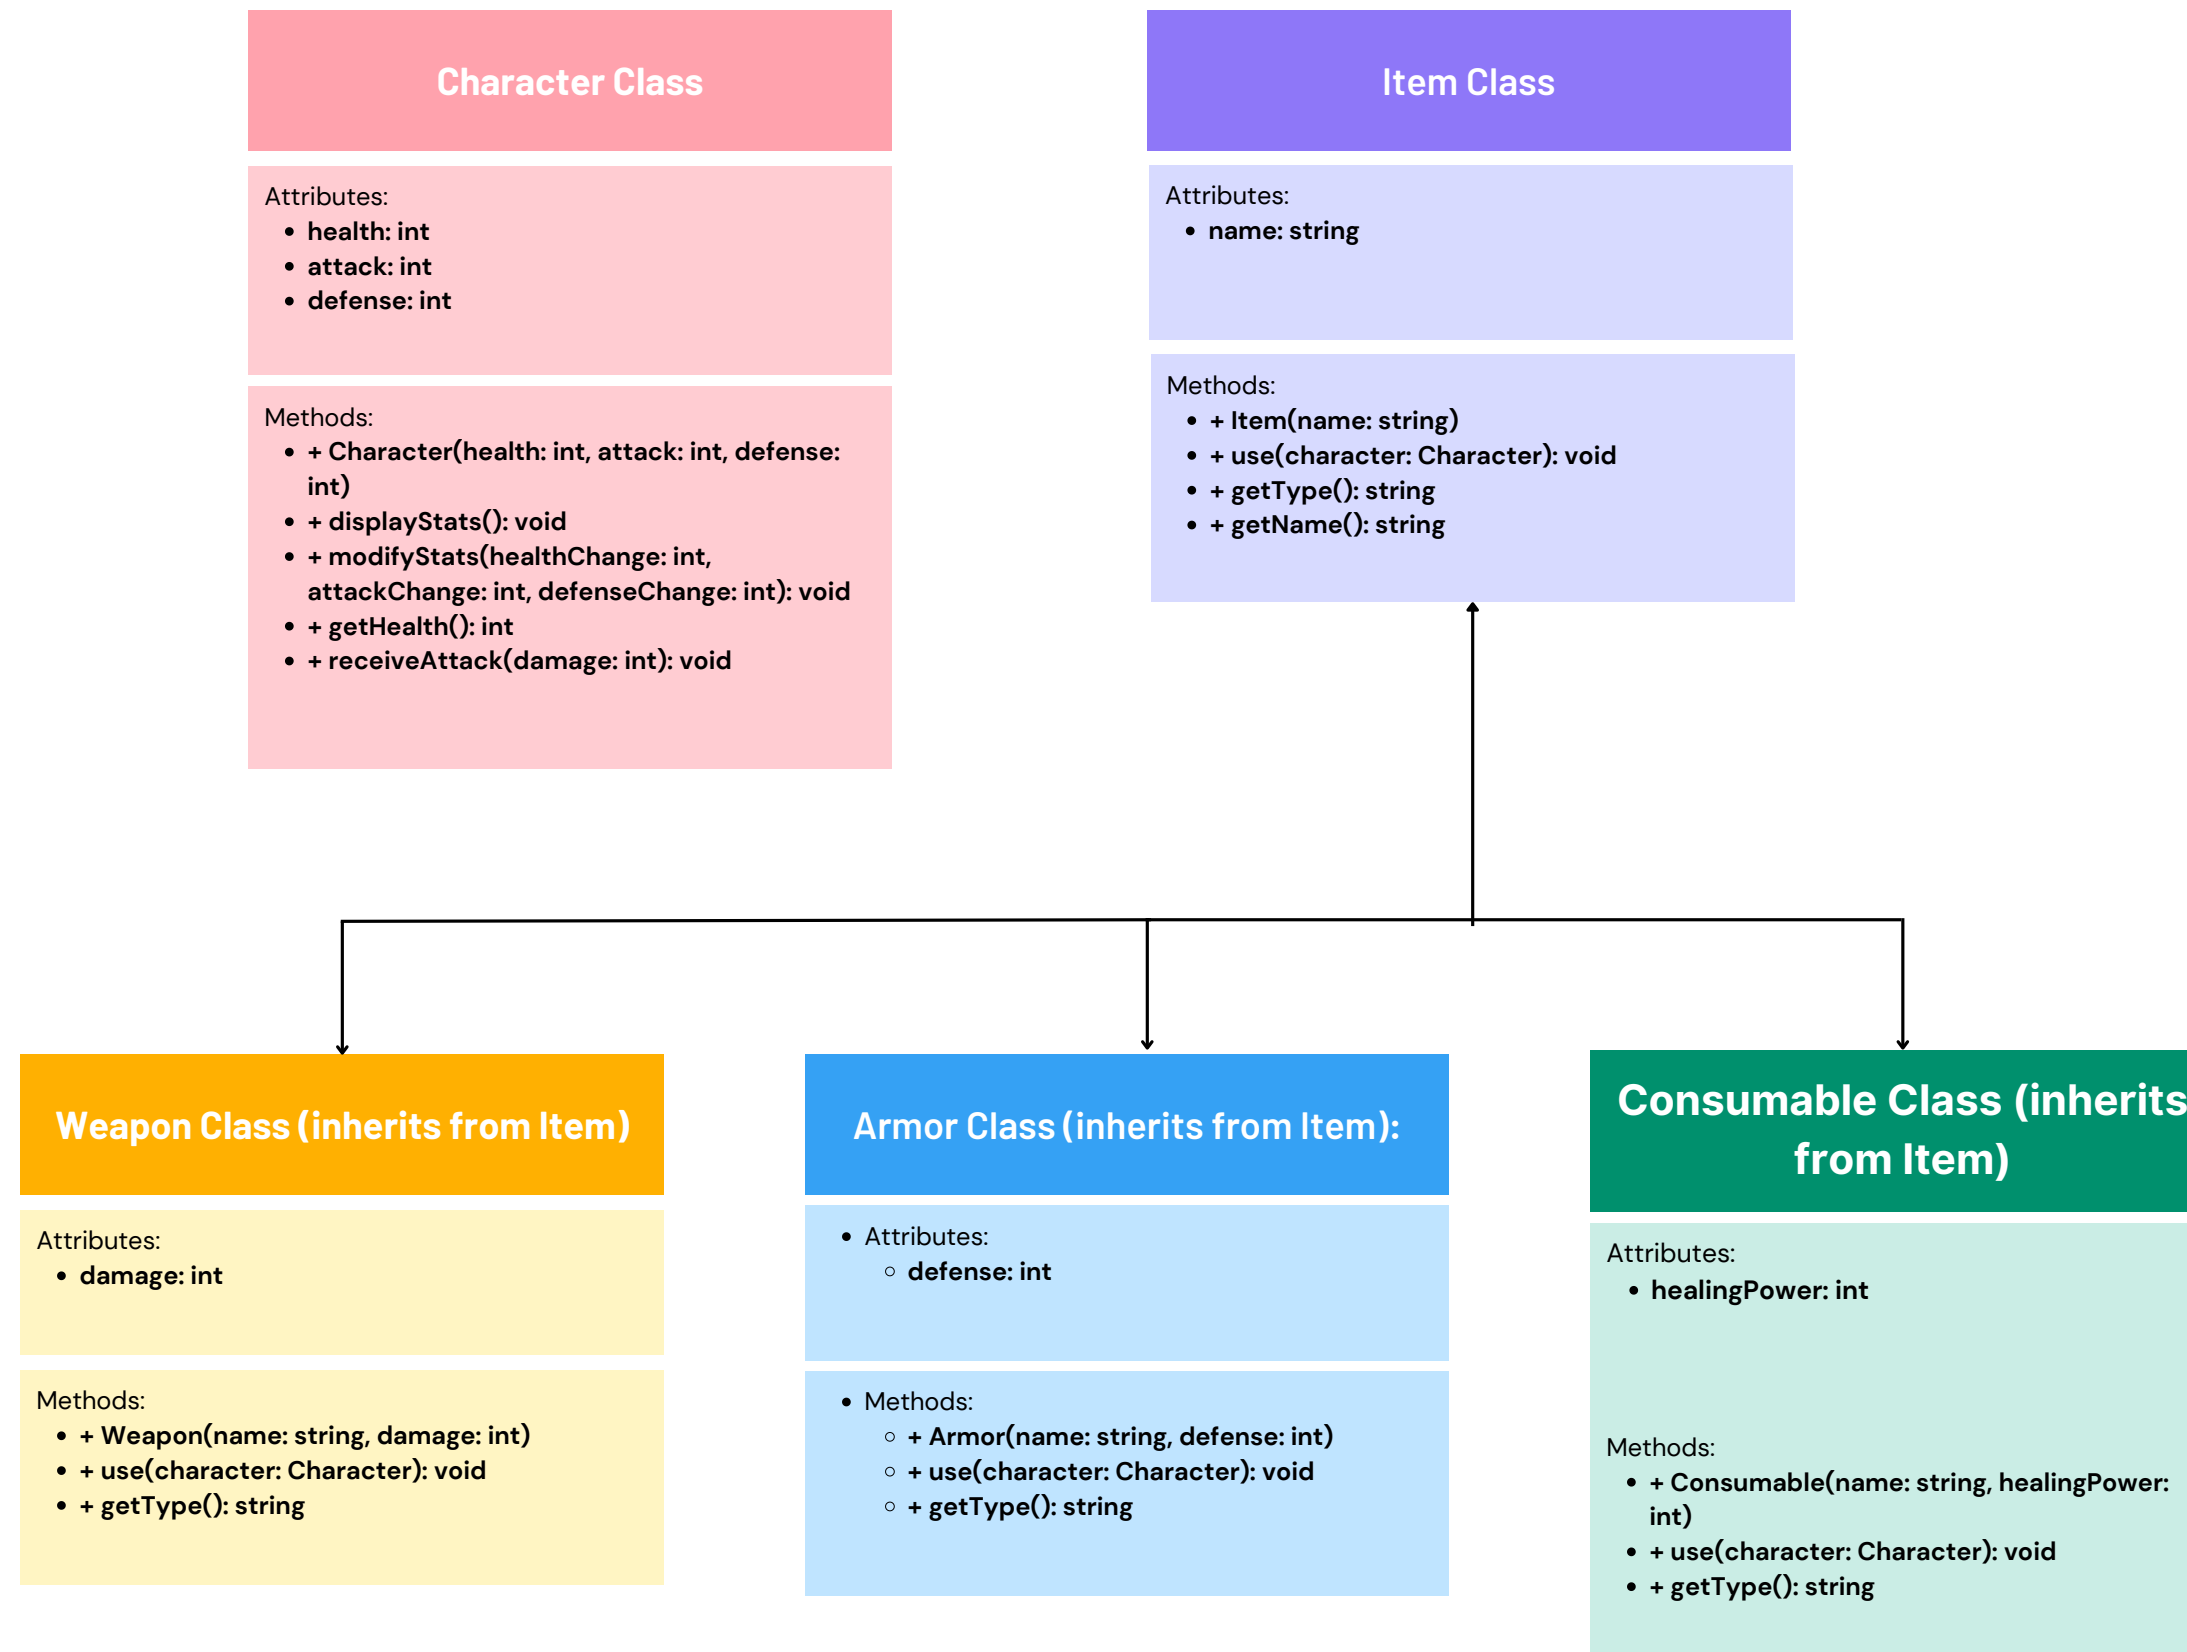 Character Class
Attributes:
• health: int
• attack: int
• defense: int
Methods:
• + Character(health: int, attack: int, defense:
int)
• + displayStats(): void
• + modifyStats(healthChange: int,
attackChange: int, defenseChange: int): void
• + getHealth(): int
• + receiveAttack(damage: int): void
Item Class
Attributes:
• name: string
Methods:
• + Item(name: string)
• + use(character: Character): void
• + getType(): string
• + getName(): string
Weapon Class (inherits from Item)
Attributes:
• damage: int
Methods:
• + Weapon(name: string, damage: int)
• + use(character: Character): void
• + getType(): string
Armor Class (inherits from Item):
• Attributes:
◦ defense: int
• Methods:
◦ + Armor(name: string, defense: int)
◦ + use(character: Character): void
◦ + getType(): string
Consumable Class (inherits
from Item)
Attributes:
• healingPower: int
Methods:
• + Consumable(name: string, healingPower:
int)
• + use(character: Character): void
• + getType(): string